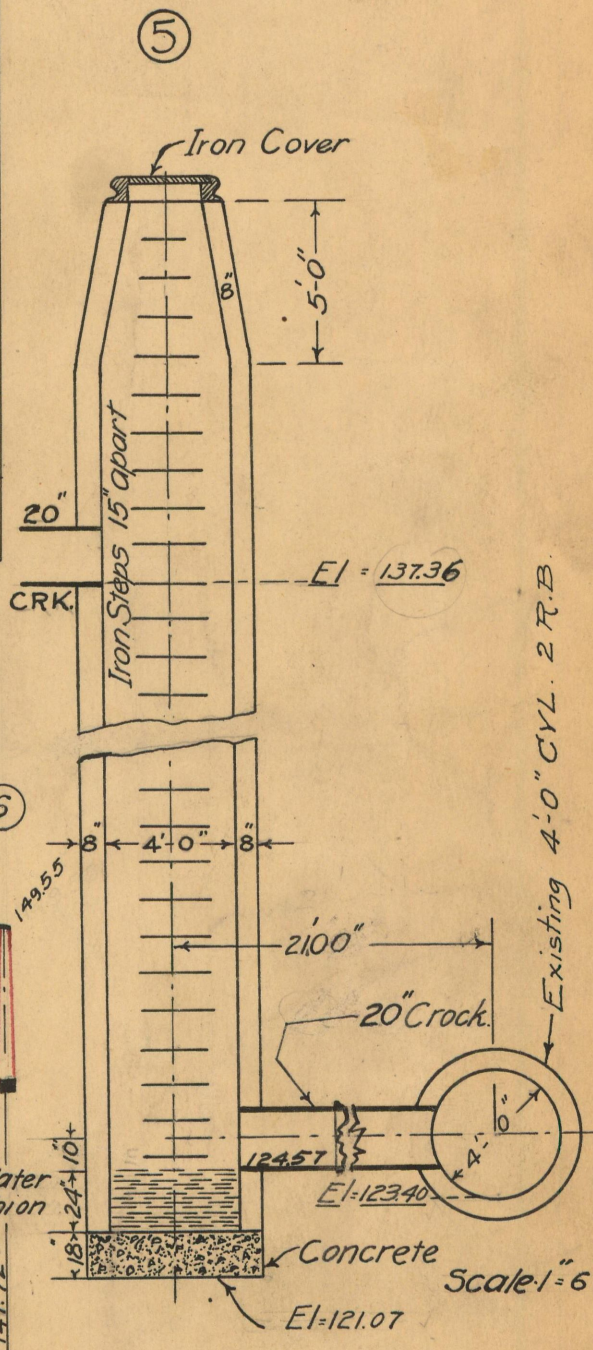 5
Iron Cover
8"
5'-0"
Iron Steps 15" apart
20"
CRK.
El = 137.36
Existing 4'-0" CYL. 2 R.B.
149.55
8"
4'-0"
8"
21'00"
20" Crock.
10"
124.57
4'-0"
24"
El=123.40
18"
Concrete
Scale 1"=6
El=121.07